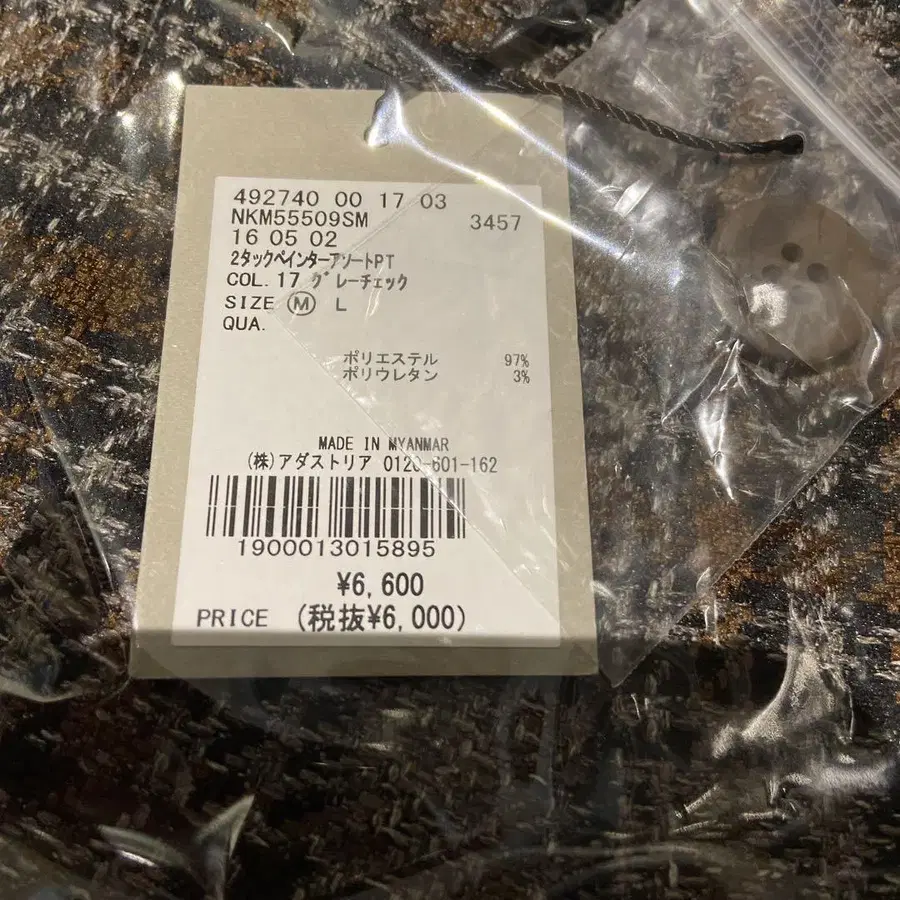 492740 00 17 03
NKM55509SM 3457
16 05 02
2タックペインターアソートPT
COL.17 グレーチェック
SIZE Ⓜ L
QUA.
ポリエステル 97%
ポリウレタン 3%
MADE IN MYANMAR
(株)アダストリア 0120-601-162
1900013015895
¥6,600
PRICE (税抜¥6,000)